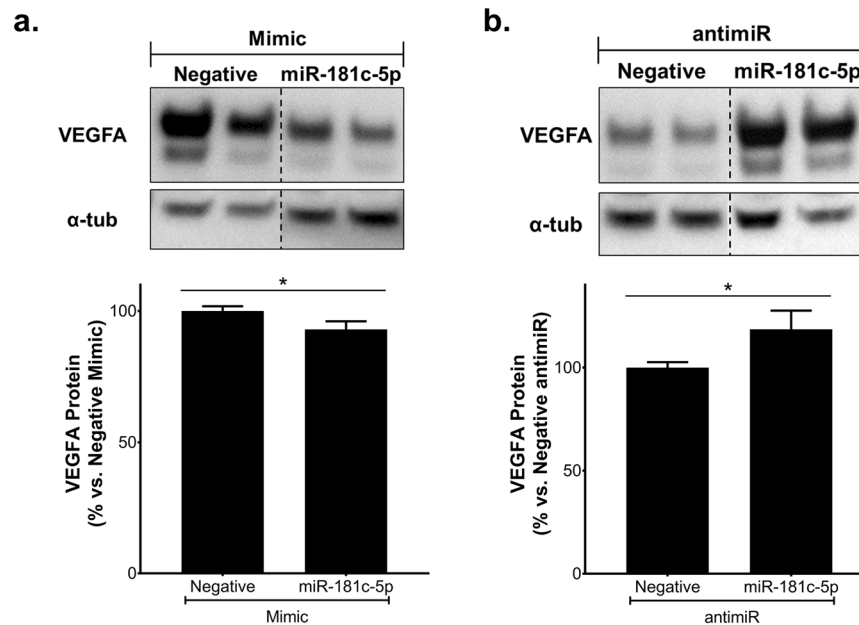 a.
Mimic
Negative miR-181c-5p
VEGFA
α-tub
*
100
50
0
VEGFA Protein
(% vs. Negative Mimic)
Negative miR-181c-5p
Mimic
b.
antimiR
Negative miR-181c-5p
VEGFA
α-tub
*
100
50
0
VEGFA Protein
(% vs. Negative antimiR)
Negative miR-181c-5p
antimiR